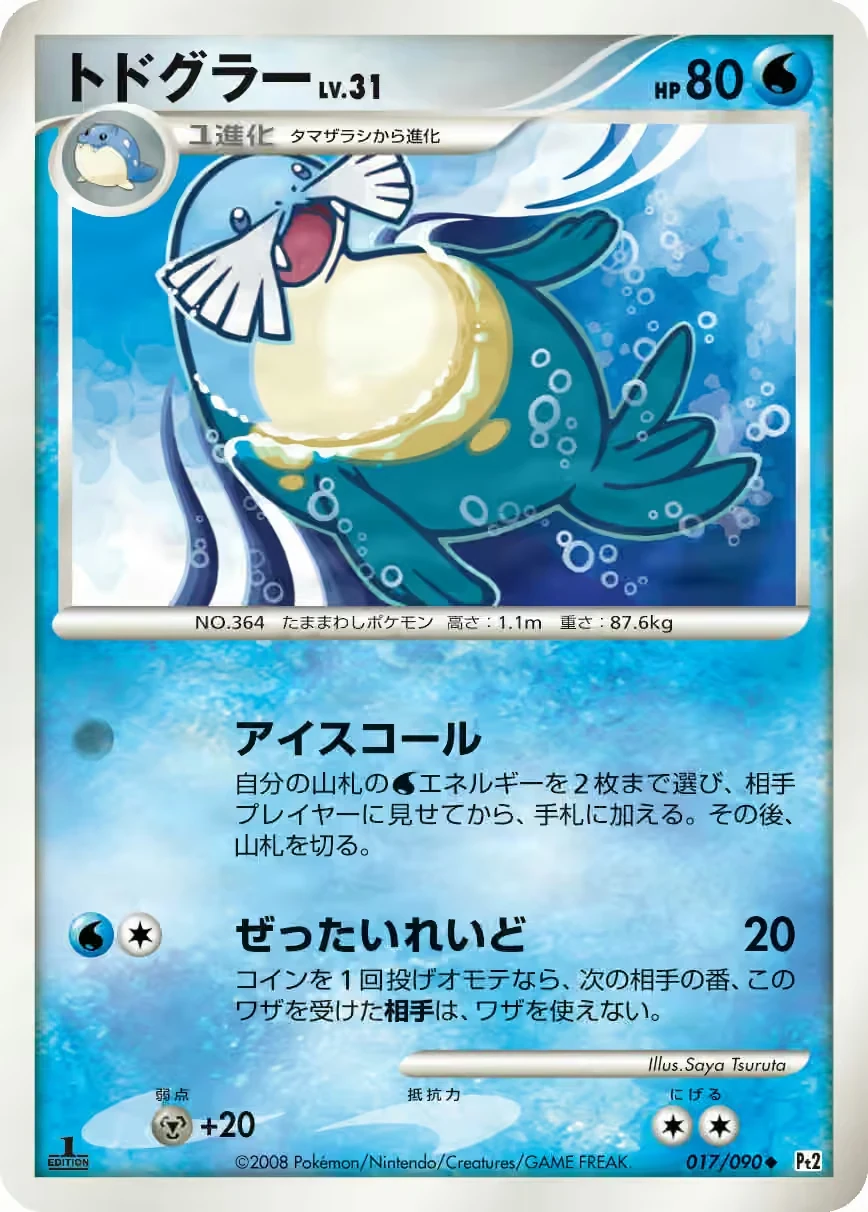 トドグラー LV.31 HP 80
1進化 タマザラシから進化
NO.364 たままわしポケモン 高さ：1.1m 重さ：87.6kg
アイスコール
自分の山札のエネルギーを2枚まで選び、相手
プレイヤーに見せてから、手札に加える。その後、
山札を切る。
ぜったいれいど 20
コインを1回投げオモテなら、次の相手の番、この
ワザを受けた相手は、ワザを使えない。
Illus.Saya Tsuruta
弱点 抵抗力 にげる
+20
1 EDITION ©2008 Pokémon/Nintendo/Creatures/GAME FREAK. 017/090 Pt2